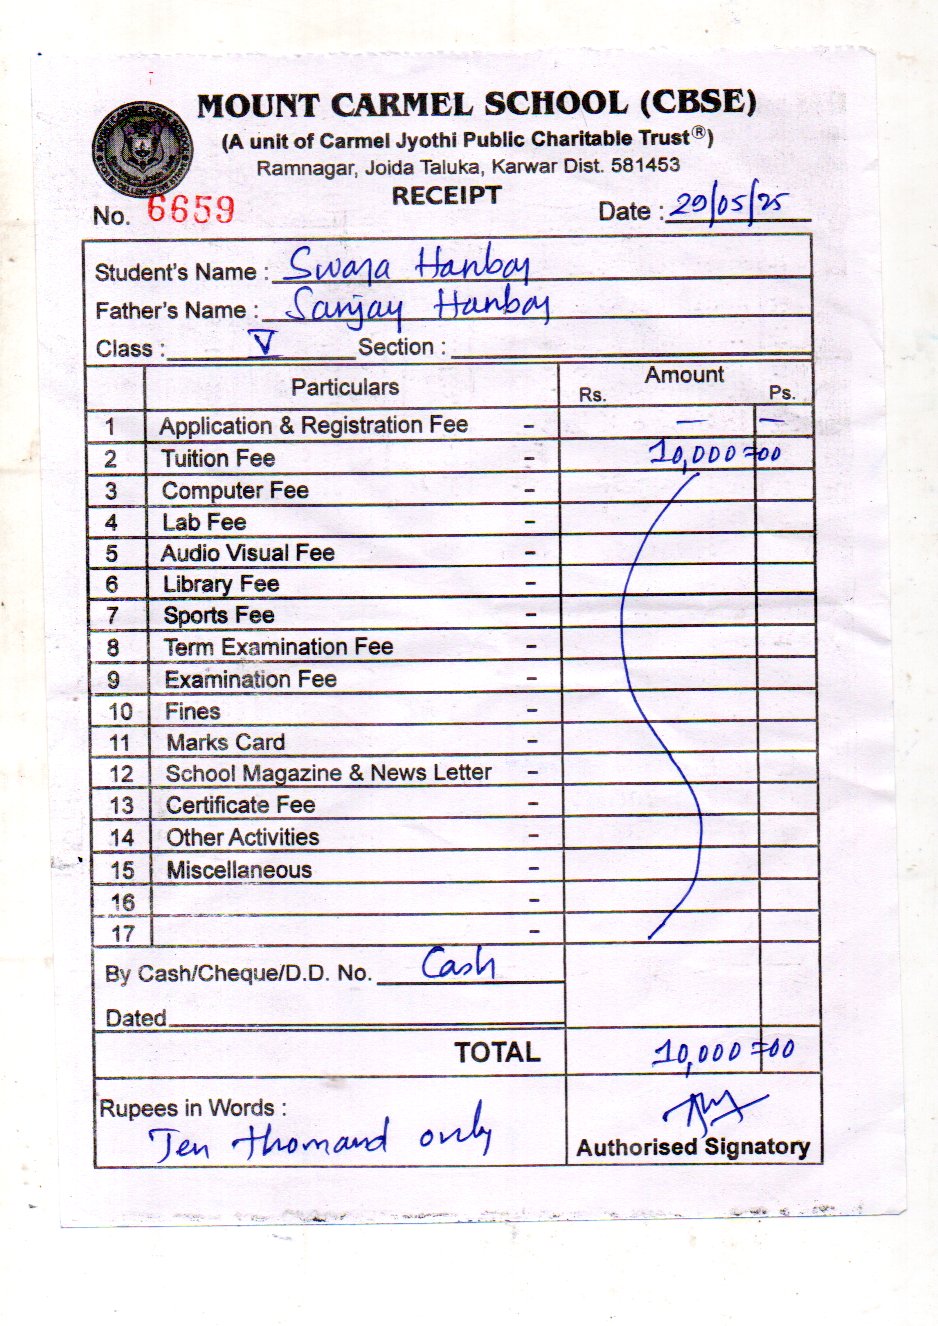 MOUNT CARMEL SCHOOL (CBSE)
(A unit of Carmel Jyothi Public Charitable Trust®)
Ramnagar, Joida Taluka, Karwar Dist. 581453
RECEIPT
No. 6659 Date : 29/05/25
Student's Name : Swara Hanbar
Father's Name : Sanjay Hanbar
Class : V Section :
Particulars Amount
Rs. Ps.
1 Application & Registration Fee - — —
2 Tuition Fee - 10,000=00
3 Computer Fee -
4 Lab Fee -
5 Audio Visual Fee -
6 Library Fee -
7 Sports Fee -
8 Term Examination Fee -
9 Examination Fee -
10 Fines -
11 Marks Card -
12 School Magazine & News Letter -
13 Certificate Fee -
14 Other Activities -
15 Miscellaneous -
16 -
17 -
By Cash/Cheque/D.D. No. Cash
Dated
TOTAL 10,000=00
Rupees in Words :
Ten thousand only
Authorised Signatory